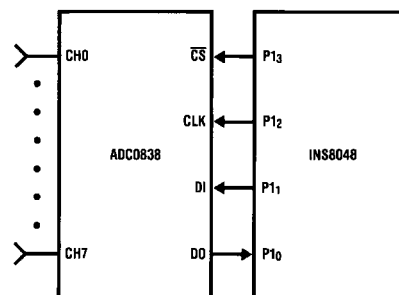 CH0 CS P13
CLK P12
ADC0838 INS8048
DI P11
CH7 DO P10